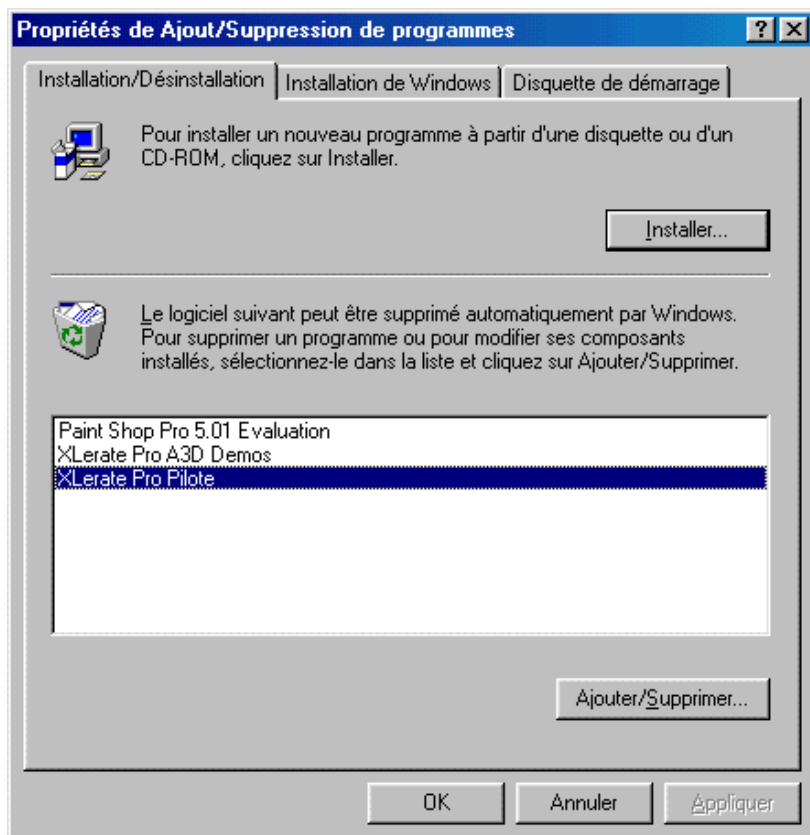 Propriétés de Ajout/Suppression de programmes
Installation/Désinstallation Installation de Windows Disquette de démarrage
Pour installer un nouveau programme à partir d'une disquette ou d'un
CD-ROM, cliquez sur Installer.
Installer...
Le logiciel suivant peut être supprimé automatiquement par Windows.
Pour supprimer un programme ou pour modifier ses composants
installés, sélectionnez-le dans la liste et cliquez sur Ajouter/Supprimer.
Paint Shop Pro 5.01 Evaluation
XLerate Pro A3D Demos
XLerate Pro Pilote
Ajouter/Supprimer...
OK Annuler Appliquer